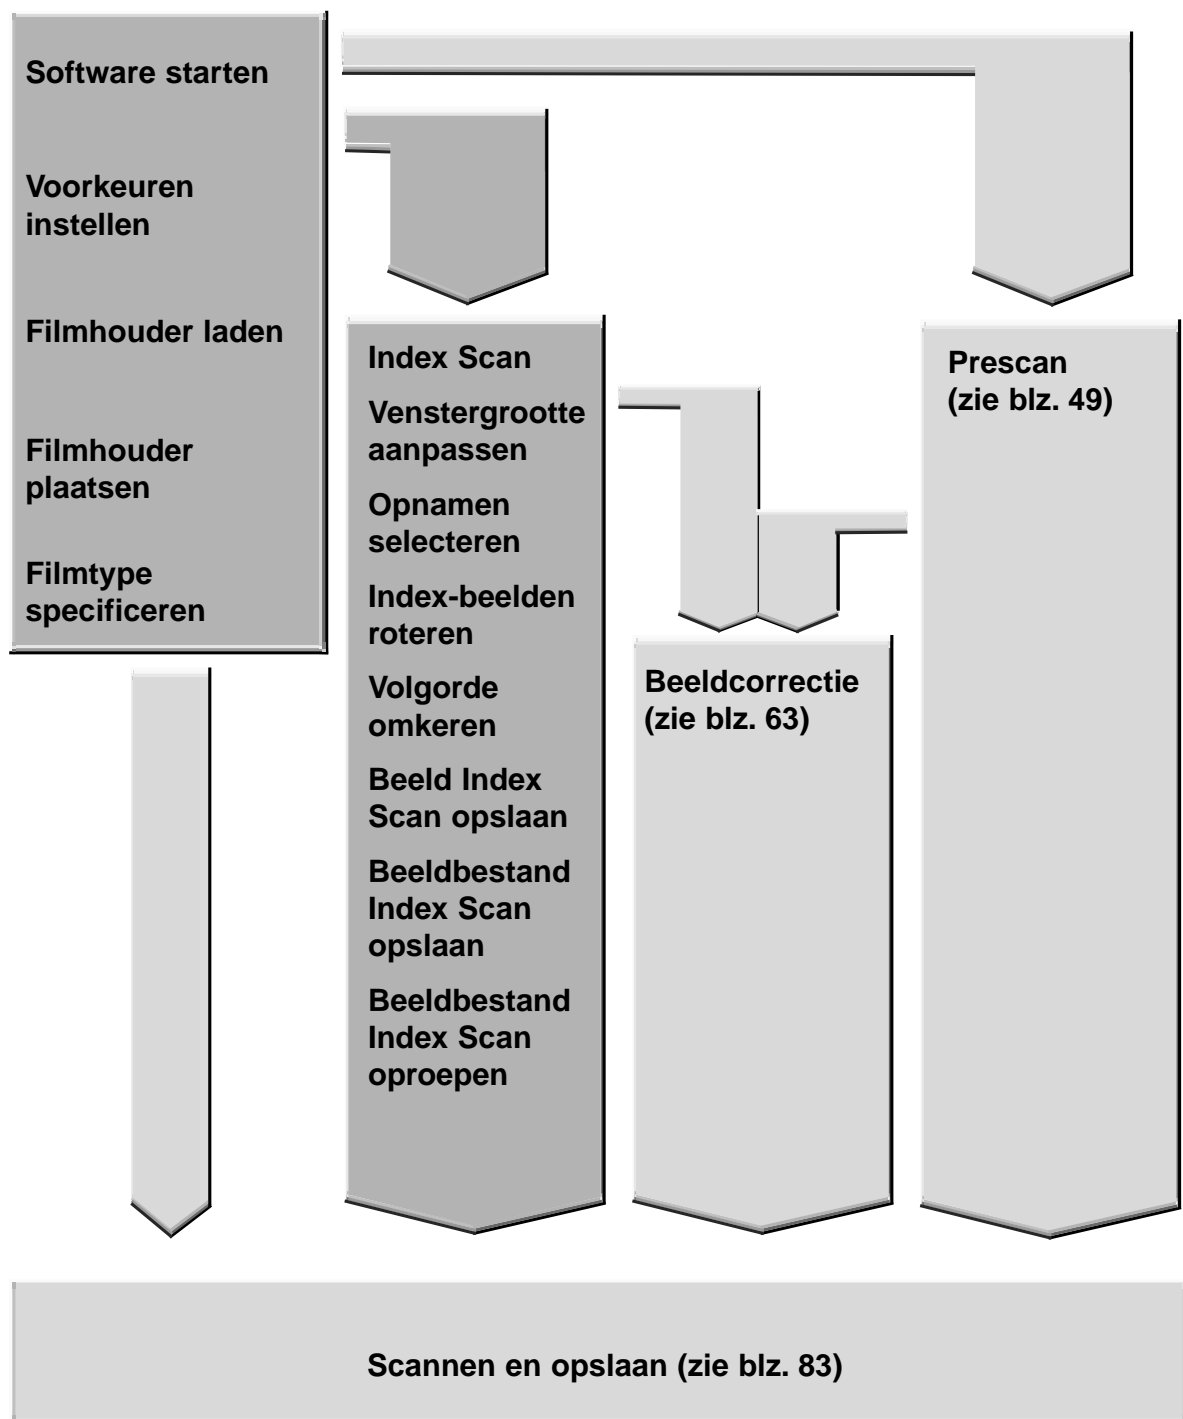 Software starten
Voorkeuren
instellen
Filmhouder laden
Filmhouder
plaatsen
Filmtype
specificeren
Index Scan
Venstergrootte
aanpassen
Opnamen
selecteren
Index-beelden
roteren
Volgorde
omkeren
Beeld Index
Scan opslaan
Beeldbestand
Index Scan
opslaan
Beeldbestand
Index Scan
oproepen
Beeldcorrectie
(zie blz. 63)
Prescan
(zie blz. 49)
Scannen en opslaan (zie blz. 83)